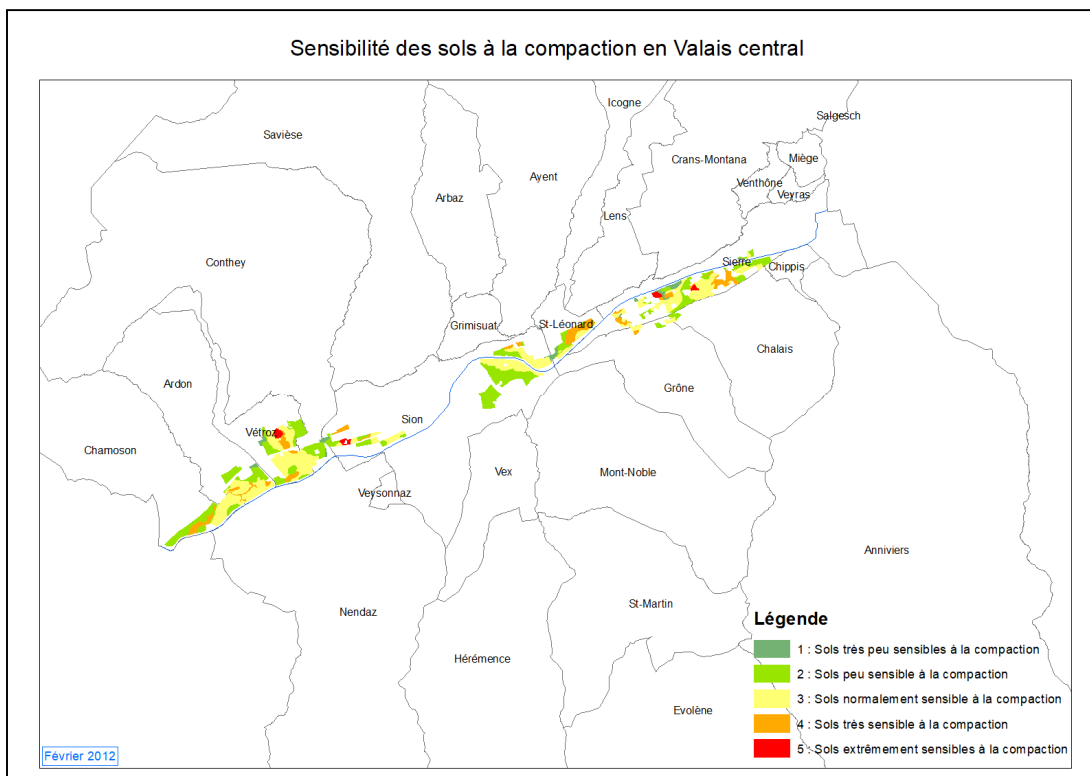 Sensibilité des sols à la compaction en Valais central
Icogne
Salgesch
Savièse
Miège
Crans-Montana
Ayent
Venthône
Arbaz
Veyras
Lens
Conthey
Sierre
Chippis
Grimisuat
St-Léonard
Chalais
Ardon
Grône
Sion
Vétroz
Chamoson
Vex
Mont-Noble
Veysonnaz
Anniviers
St-Martin
Nendaz
Hérémence
Evolène
Légende
1 : Sols très peu sensibles à la compaction
2 : Sols peu sensible à la compaction
3 : Sols normalement sensible à la compaction
4 : Sols très sensible à la compaction
5 : Sols extrêmement sensibles à la compaction
Février 2012